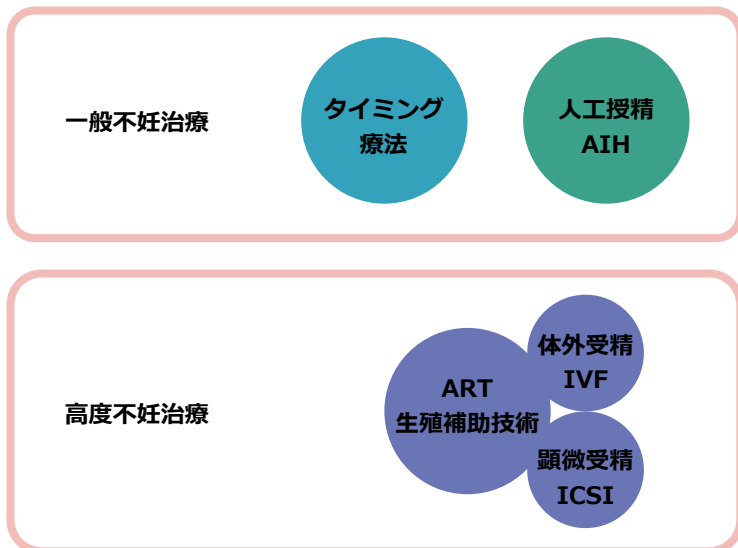 一般不妊治療
タイミング
療法
人工授精
AIH
高度不妊治療
ART
生殖補助技術
体外受精
IVF
顕微受精
ICSI